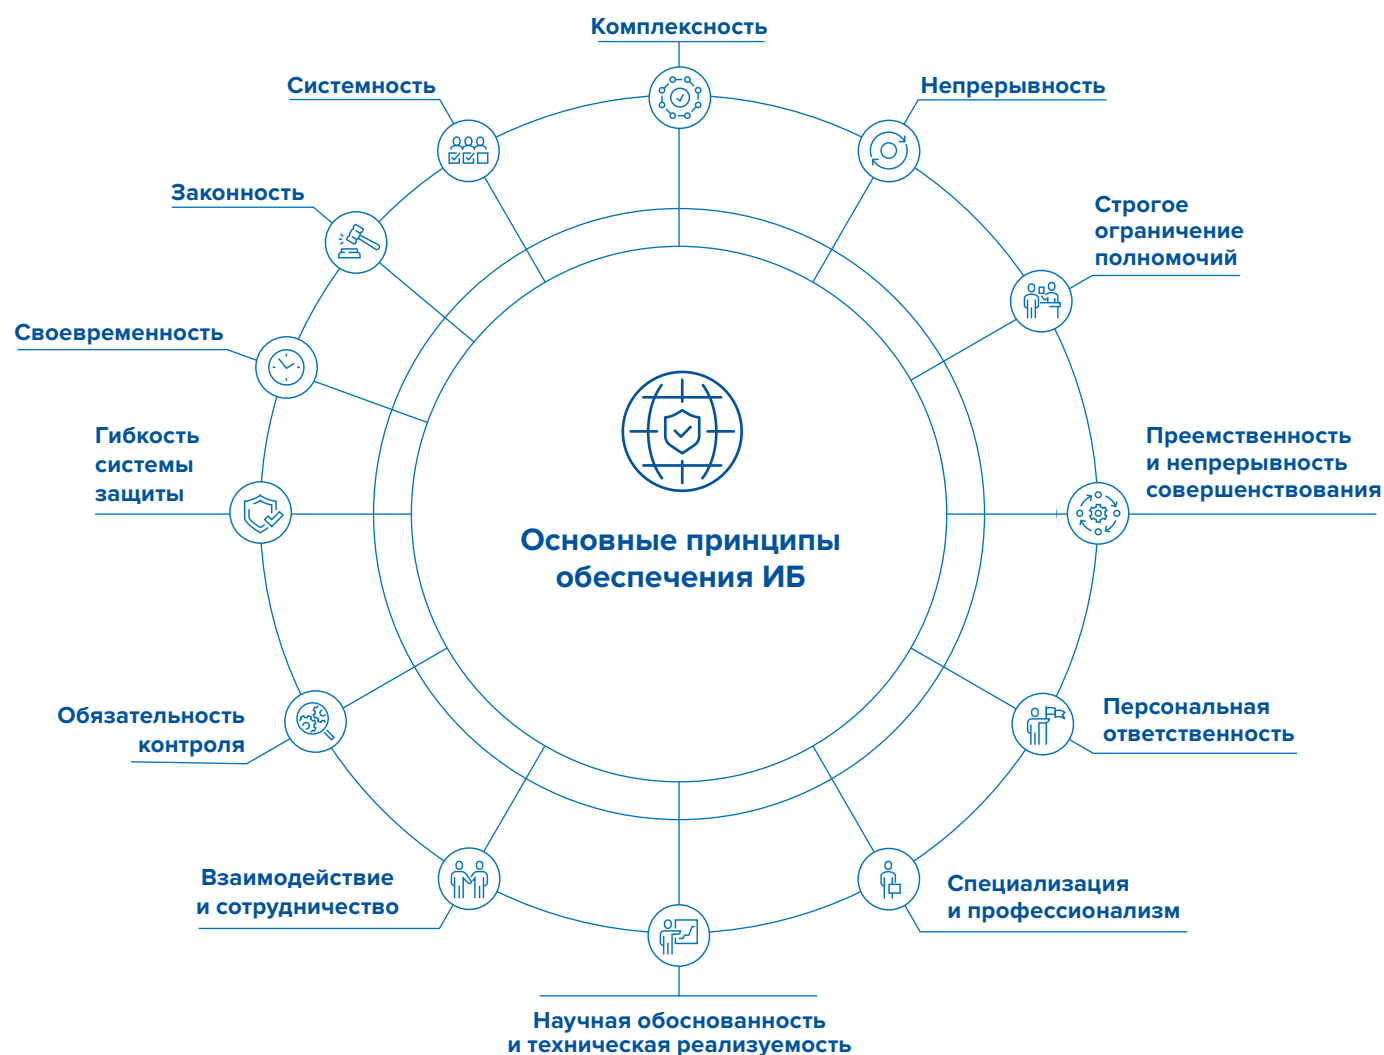 Комплексность
Системность
Непрерывность
Законность
Строгое
ограничение
полномочий
Своевременность
Гибкость
системы
защиты
Преемственность
и непрерывность
совершенствования
Основные принципы
обеспечения ИБ
Обязательность
контроля
Персональная
ответственность
Взаимодействие
и сотрудничество
Специализация
и профессионализм
Научная обоснованность
и техническая реализуемость